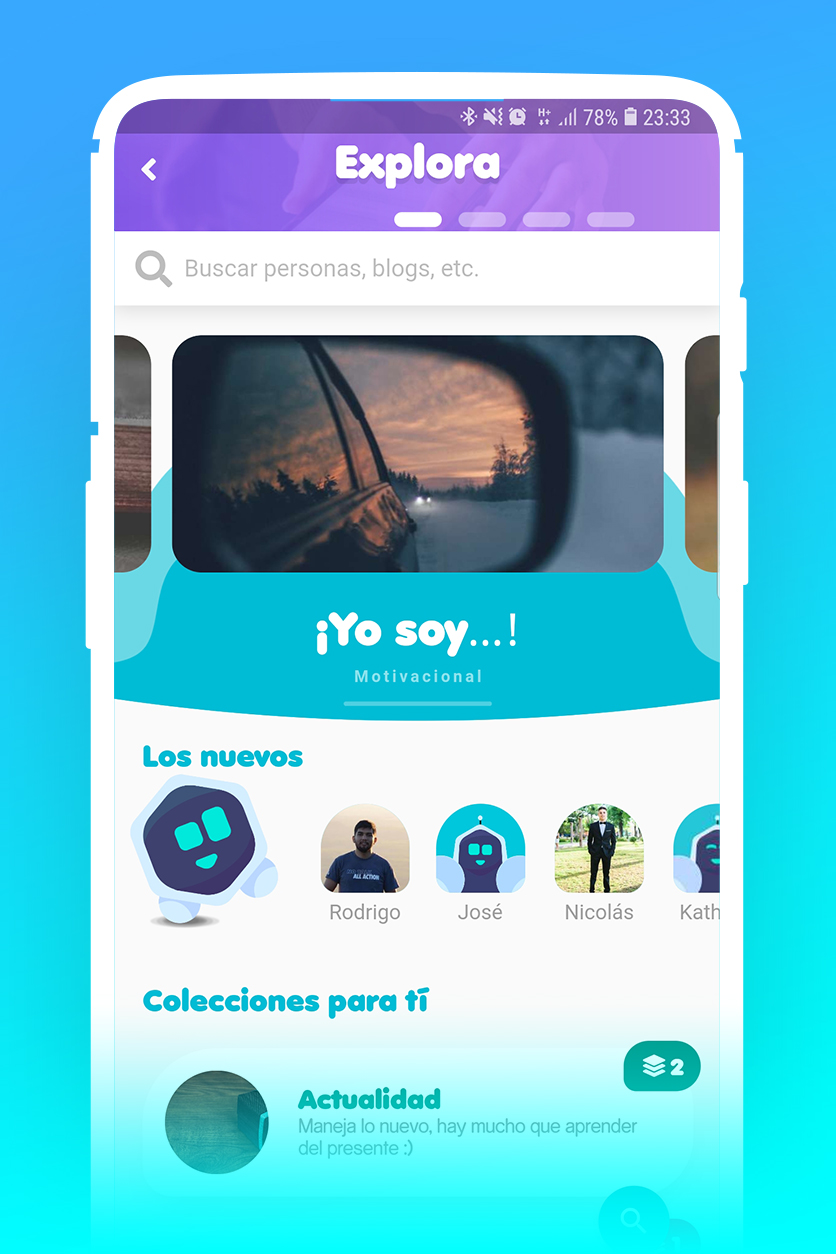 H+ 78% 23:33
Explora
Buscar personas, blogs, etc.
¡Yo soy...!
Motivacional
Los nuevos
Rodrigo José Nicolás Kath
ALL ACTION
Colecciones para tí
2
Actualidad
Maneja lo nuevo, hay mucho que aprender
del presente :)